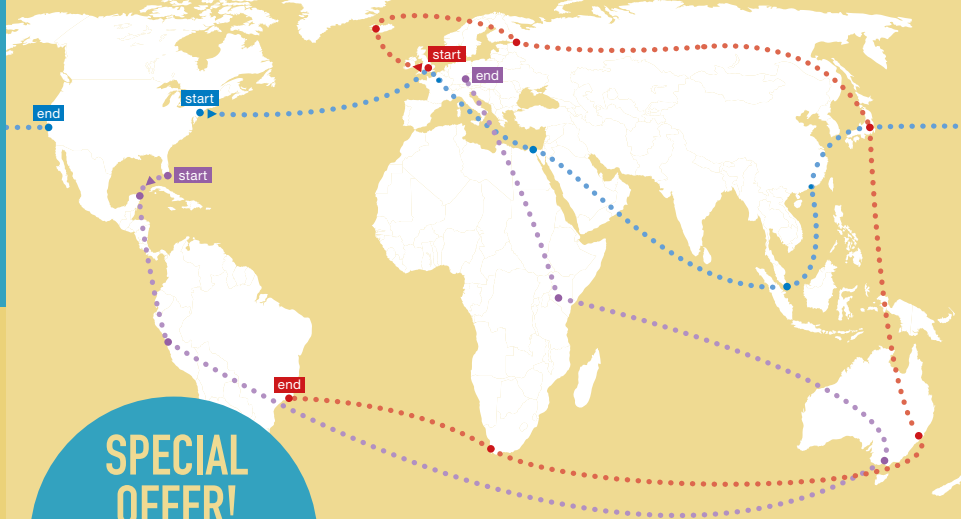 start
end
start
end
start
end
SPECIAL
OFFER!